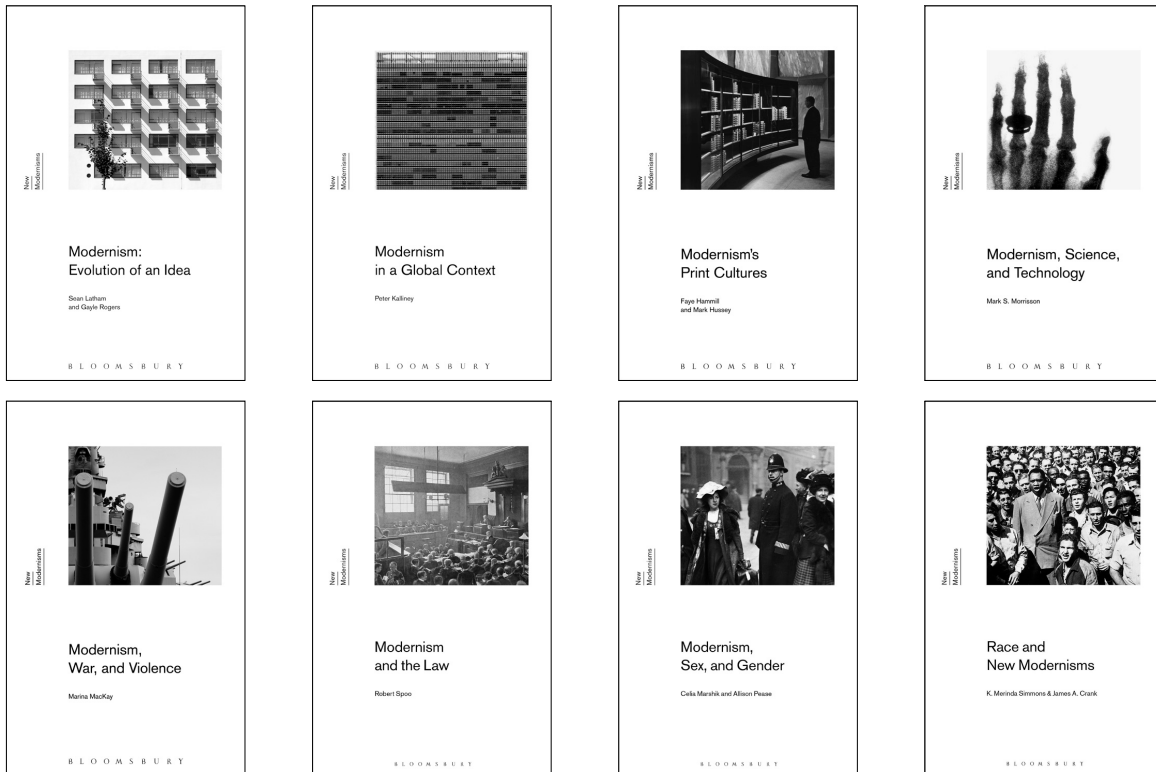 New
Modernisms
Modernism:
Evolution of an Idea
Sean Latham
and Gayle Rogers
BLOOMSBURY
New
Modernisms
Modernism
in a Global Context
Peter Kalliney
BLOOMSBURY
New
Modernisms
Modernism's
Print Cultures
Faye Hammill
and Mark Hussey
BLOOMSBURY
New
Modernisms
Modernism, Science,
and Technology
Mark S. Morrisson
BLOOMSBURY
New
Modernisms
Modernism,
War, and Violence
Marina MacKay
BLOOMSBURY
New
Modernisms
Modernism
and the Law
Robert Spoo
BLOOMSBURY
New
Modernisms
Modernism,
Sex, and Gender
Celia Marshik and Allison Pease
BLOOMSBURY
New
Modernisms
Race and
New Modernisms
K. Merinda Simmons & James A. Crank
BLOOMSBURY